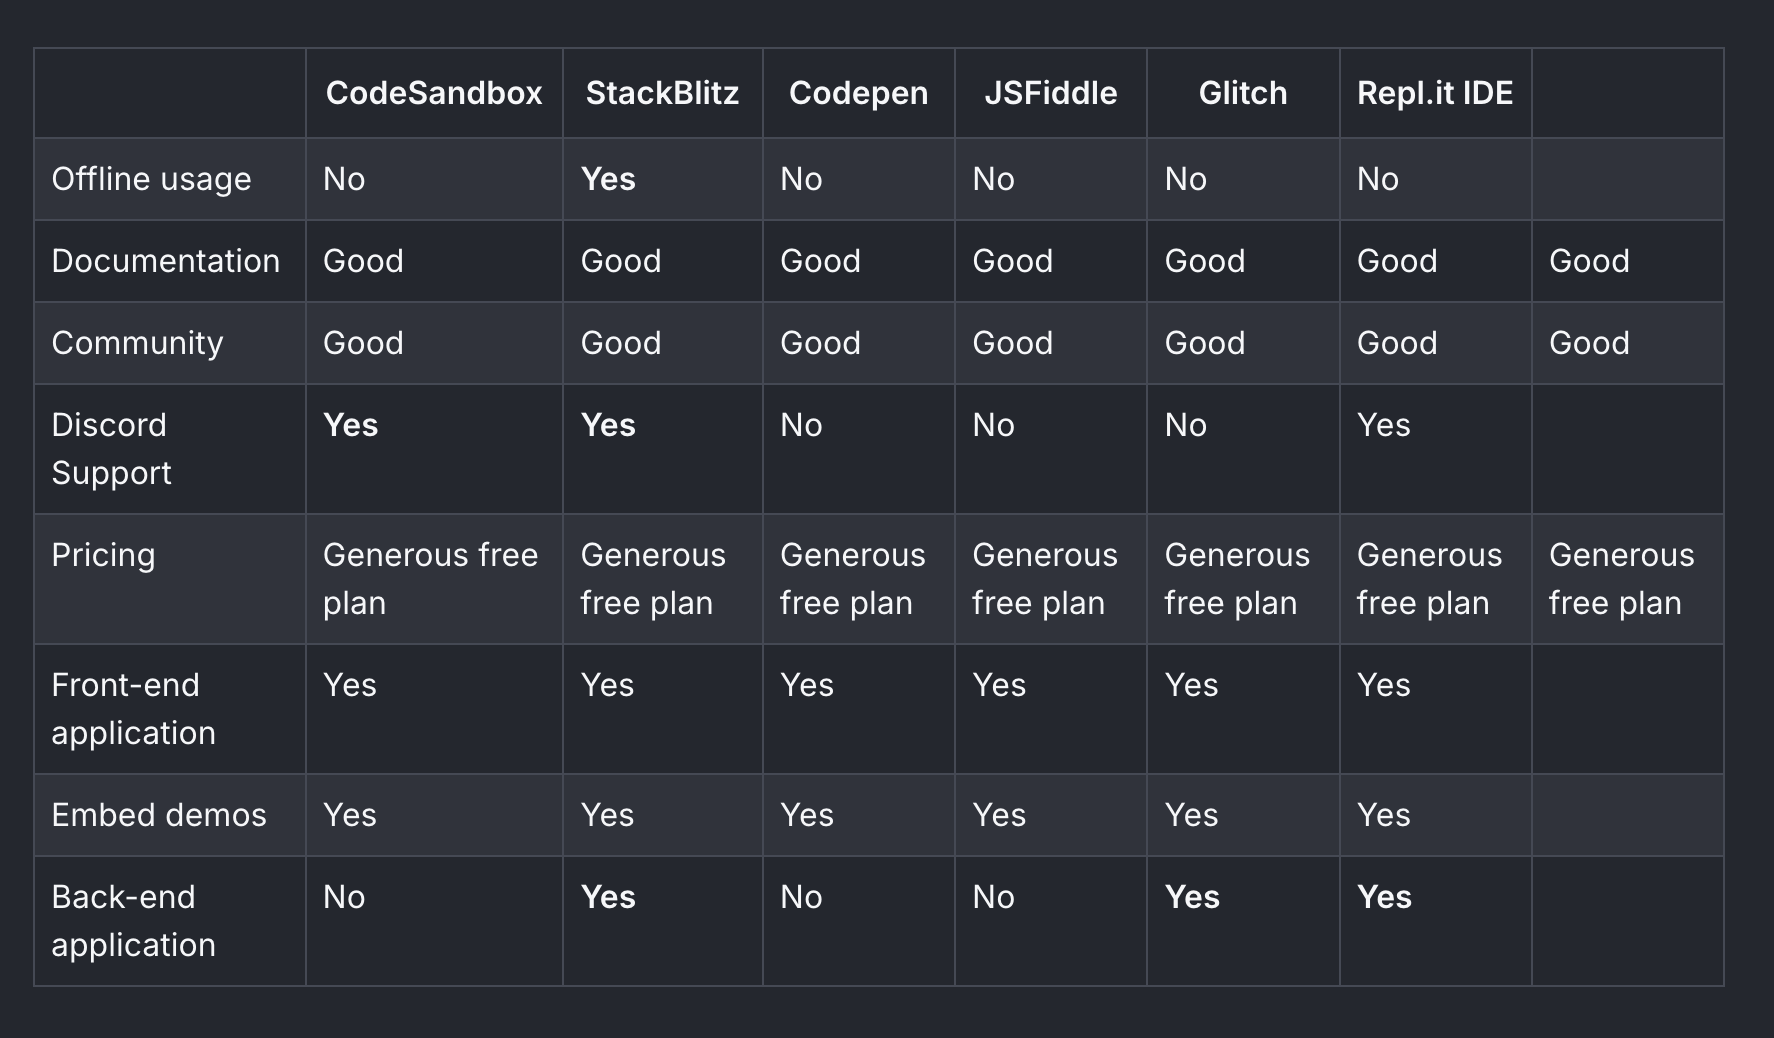 CodeSandbox StackBlitz Codepen JSFiddle Glitch Repl.it IDE
Offline usage No Yes No No No No
Documentation Good Good Good Good Good Good Good
Community Good Good Good Good Good Good Good
Discord Yes Yes No No No Yes
Support
Pricing Generous free Generous Generous Generous Generous Generous Generous
plan free plan free plan free plan free plan free plan free plan
Front-end Yes Yes Yes Yes Yes Yes
application
Embed demos Yes Yes Yes Yes Yes Yes
Back-end No Yes No No Yes Yes
application